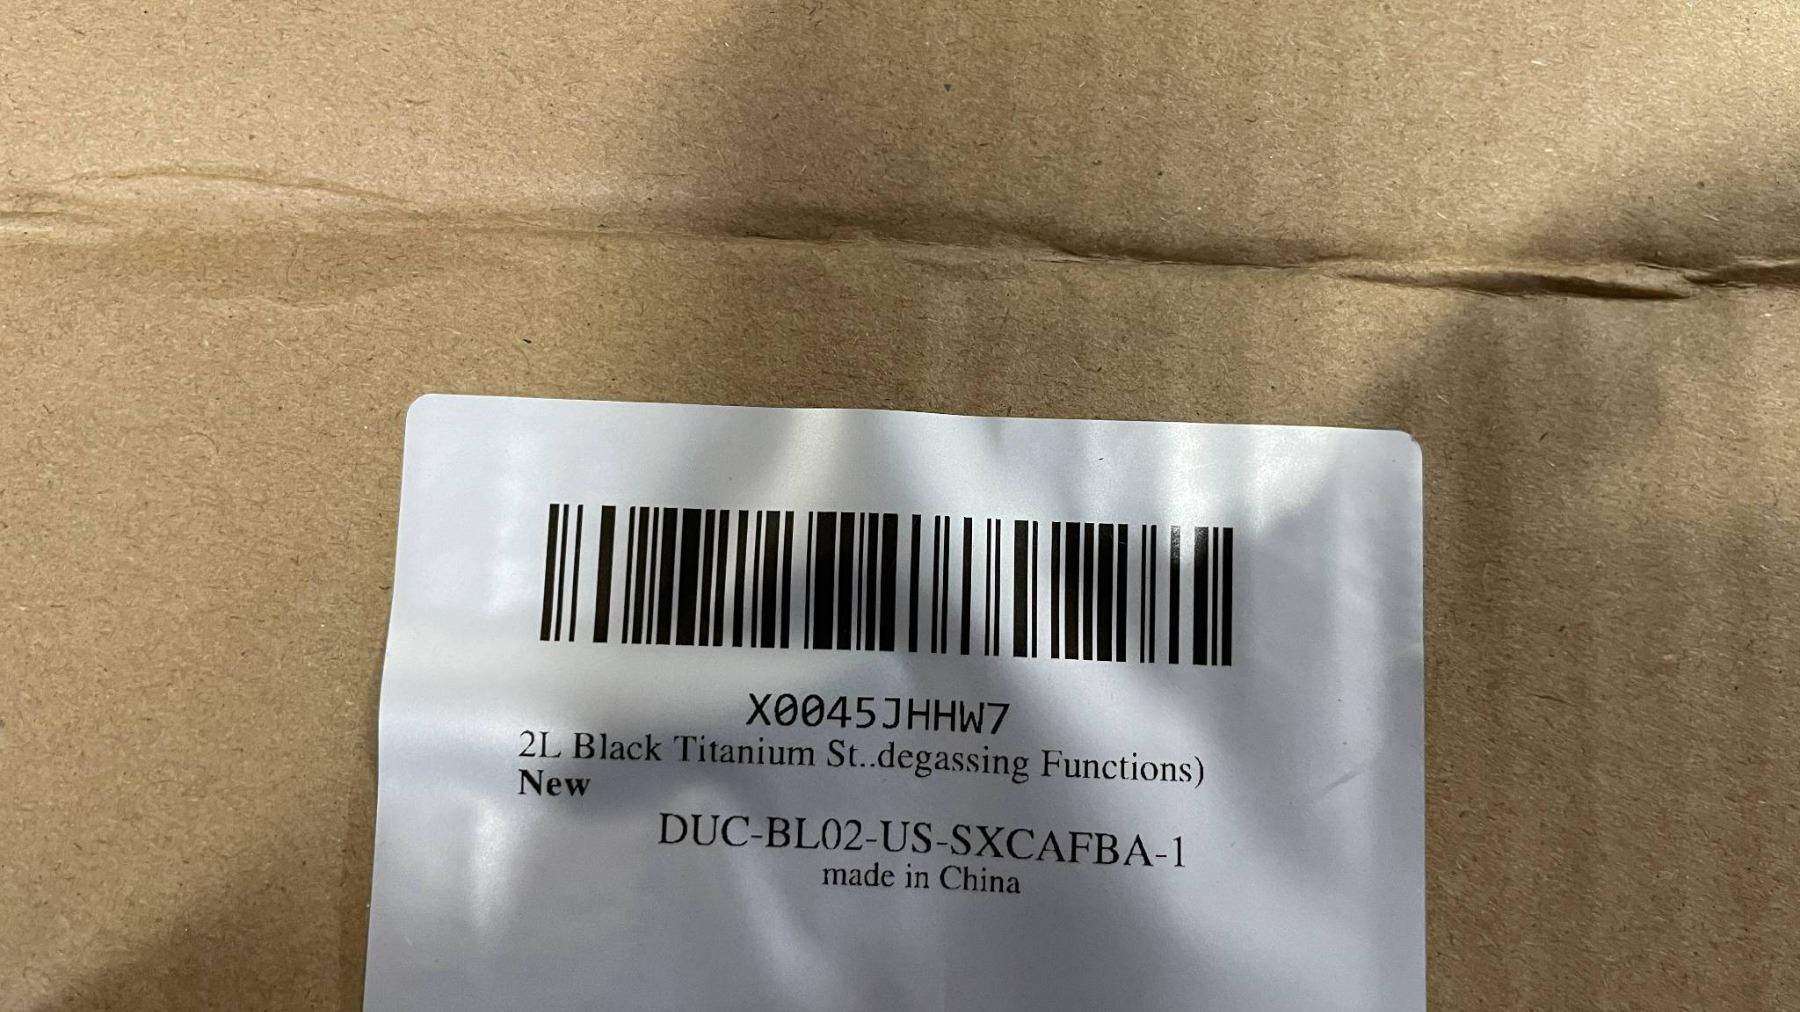 X0045JHHW7
2L Black Titanium St..degassing Functions)
New
DUC-BL02-US-SXCAFBA-1
made in China